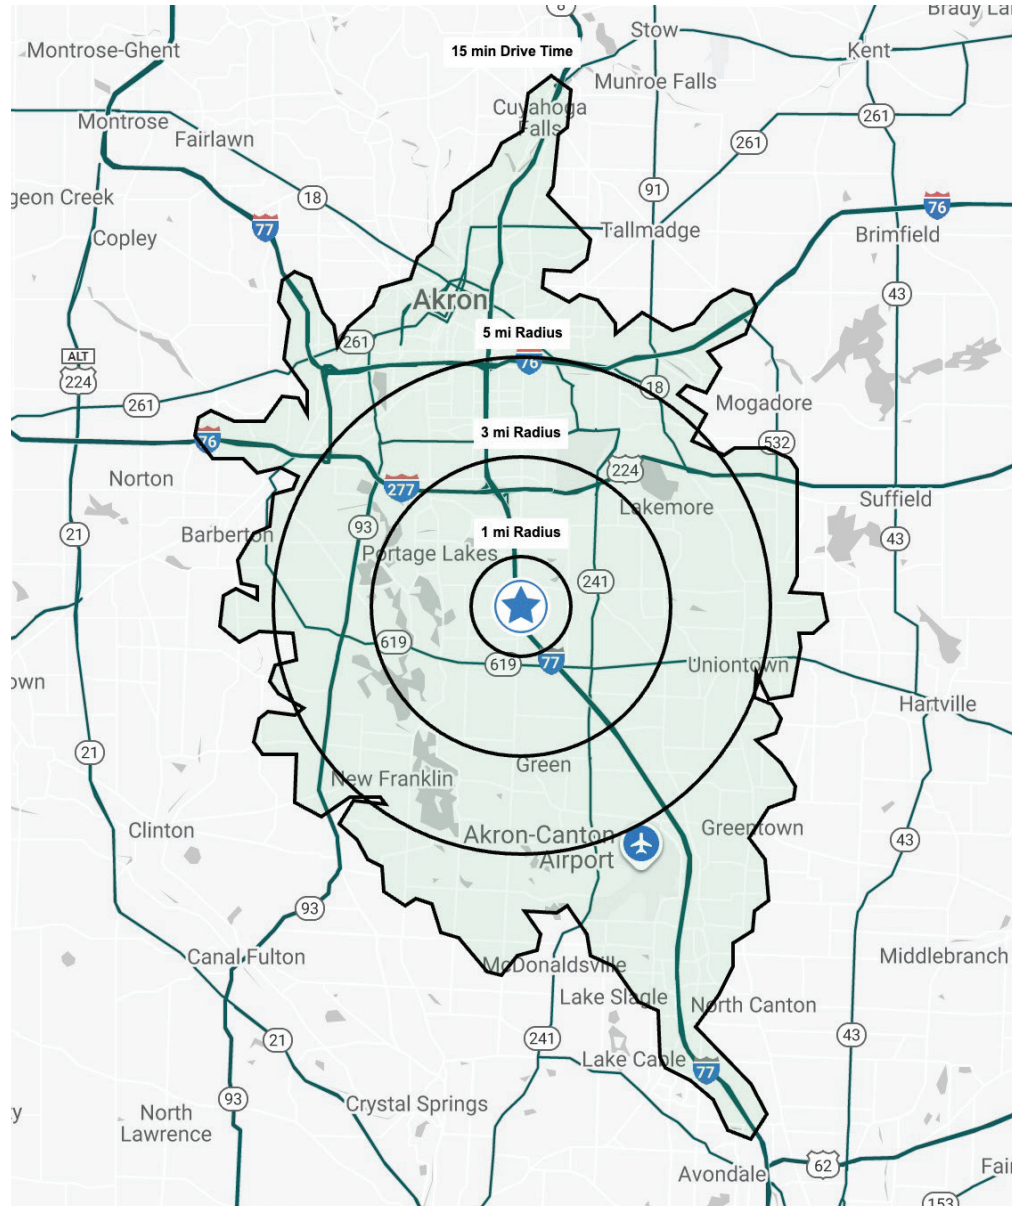 8
Brady La
Stow
Montrose-Ghent
15 min Drive Time
Kent
Munroe Falls
Cuyahoga
Falls
261
Montrose
Fairlawn
261
91
18
geon Creek
76
77
Tallmadge
Brimfield
Copley
43
Akron
5 mi Radius
261
ALT
224
76
18
261
Mogadore
3 mi Radius
76
532
224
Norton
277
Suffield
Lakemore
93
1 mi Radius
21
Barberton
43
Portage Lakes
241
619
619
77
Uniontown
own
Hartville
21
Green
New Franklin
Clinton
Akron-Canton
Airport
Greentown
43
93
Canal Fulton
Middlebranch
McDonaldsville
Lake Slagle
North Canton
21
241
43
Lake Cable
77
93
Crystal Springs
North
Lawrence
y
62
Avondale
Fai
153